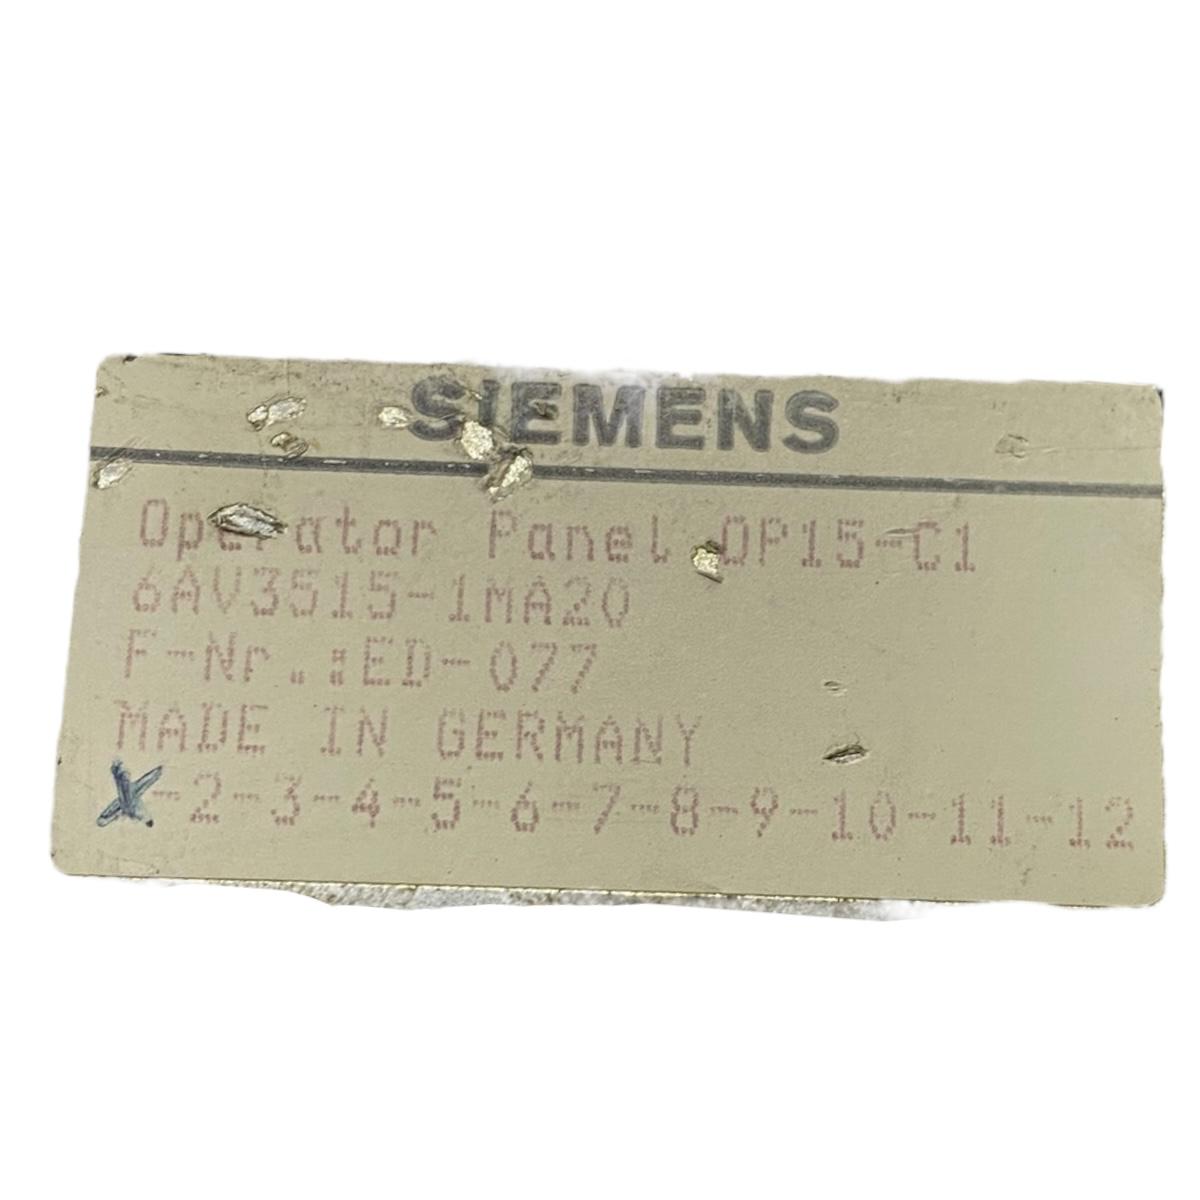 SIEMENS
Operator Panel OP15-C1
6AV3515-1MA20
F-Nr.:ED-077
MADE IN GERMANY
X-2-3-4-5-6-7-8-9-10-11-12